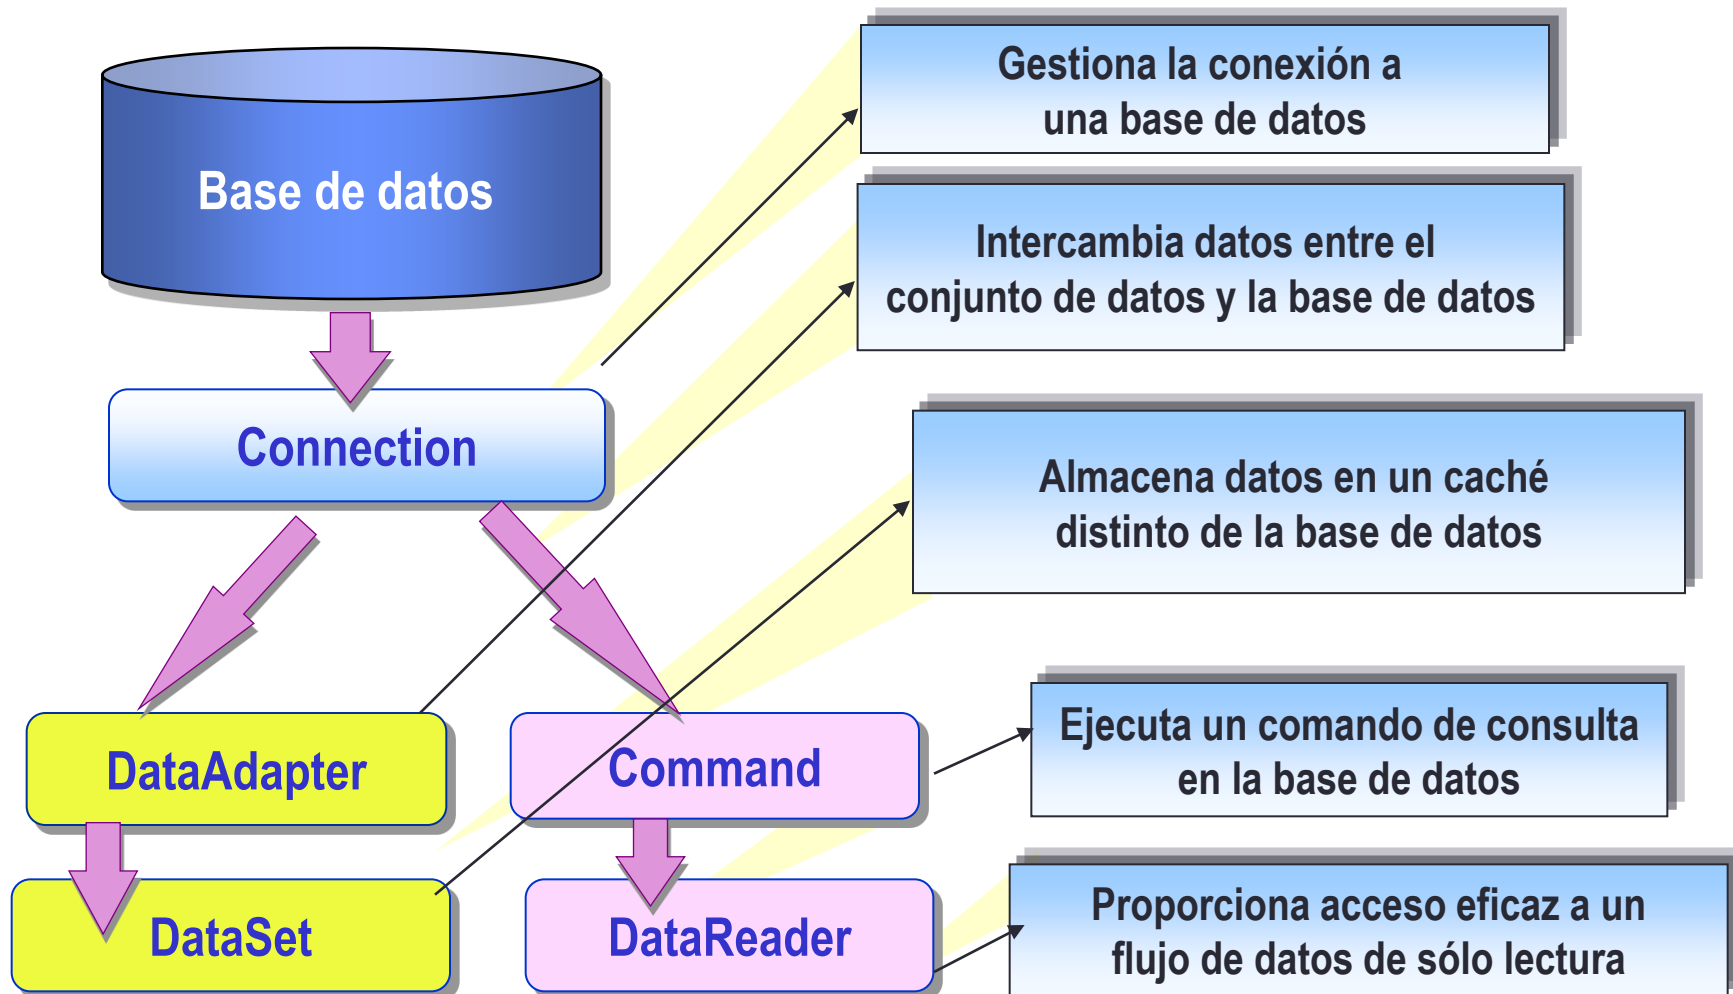 Gestiona la conexión a
una base de datos
Base de datos
Intercambia datos entre el
conjunto de datos y la base de datos
Connection
Almacena datos en un caché
distinto de la base de datos
DataAdapter
Command
Ejecuta un comando de consulta
en la base de datos
DataSet
DataReader
Proporciona acceso eficaz a un
flujo de datos de sólo lectura